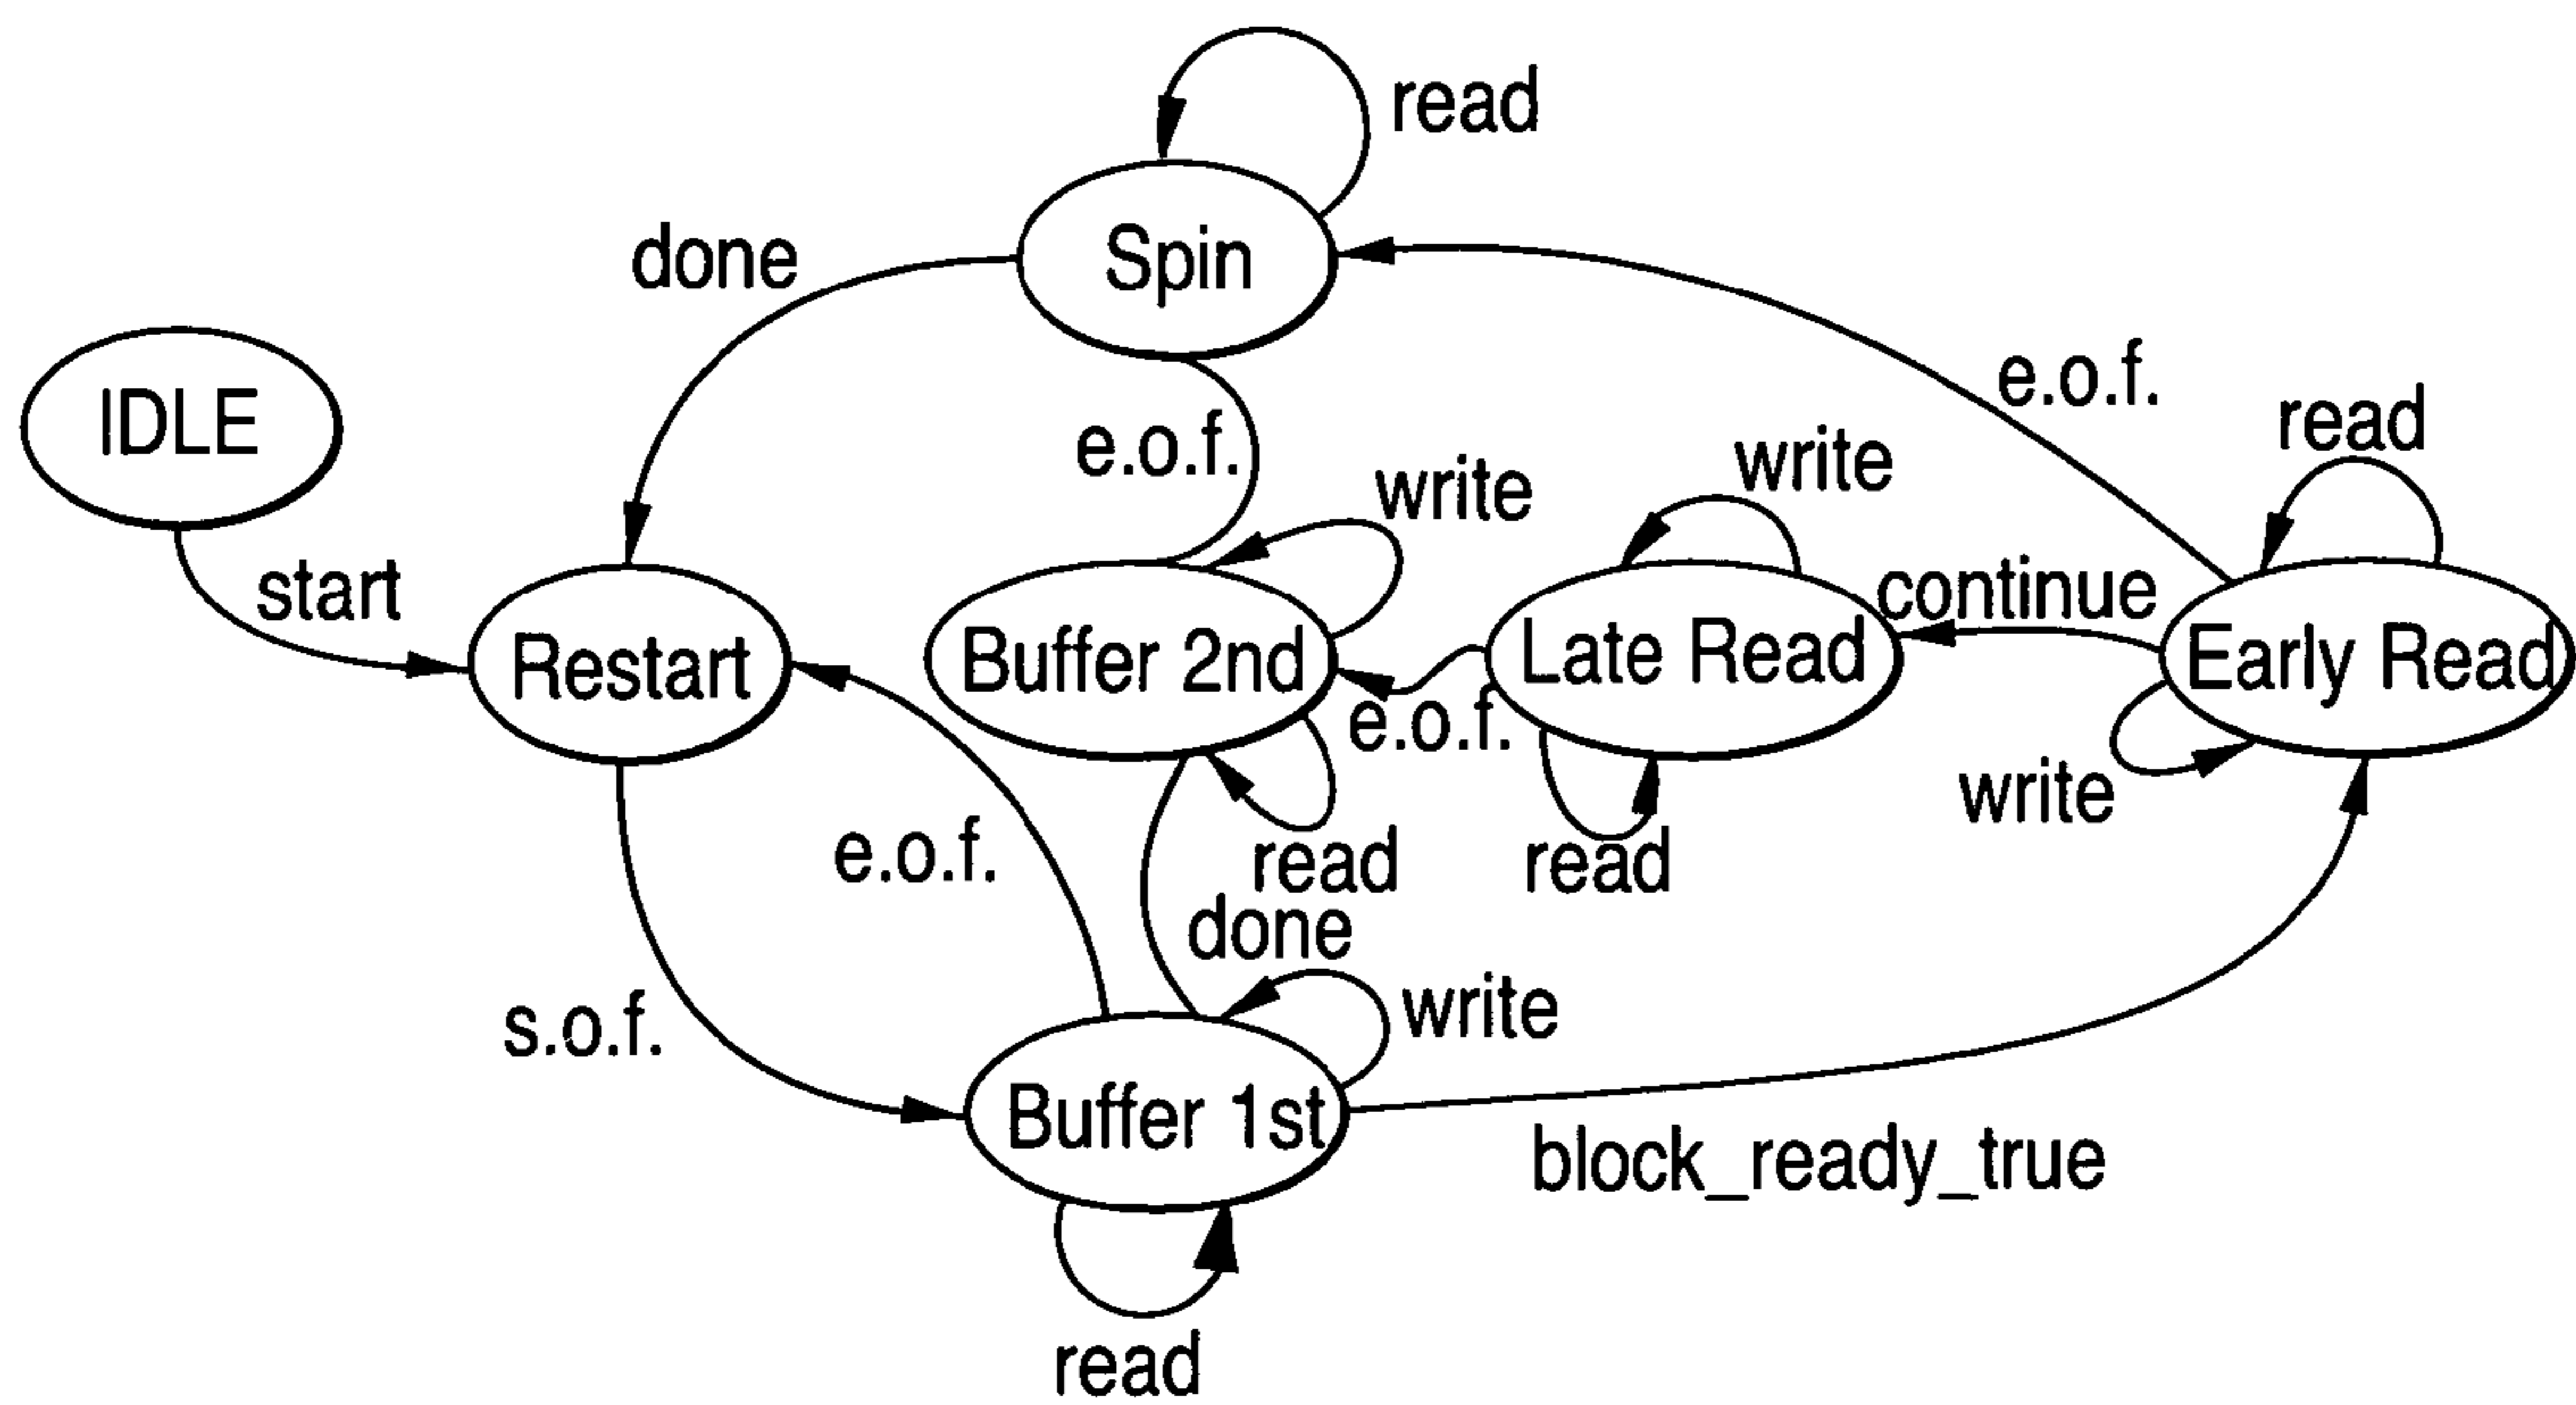 read
Spin
done
IDLE
e.o.f.
e.o.f.
read
write
write
start
continue
Restart
Buffer 2nd
Late Read
Early Read
e.o.f.
write
e.o.f.
read
read
done
s.o.f.
write
Buffer 1st
block_ready_true
read